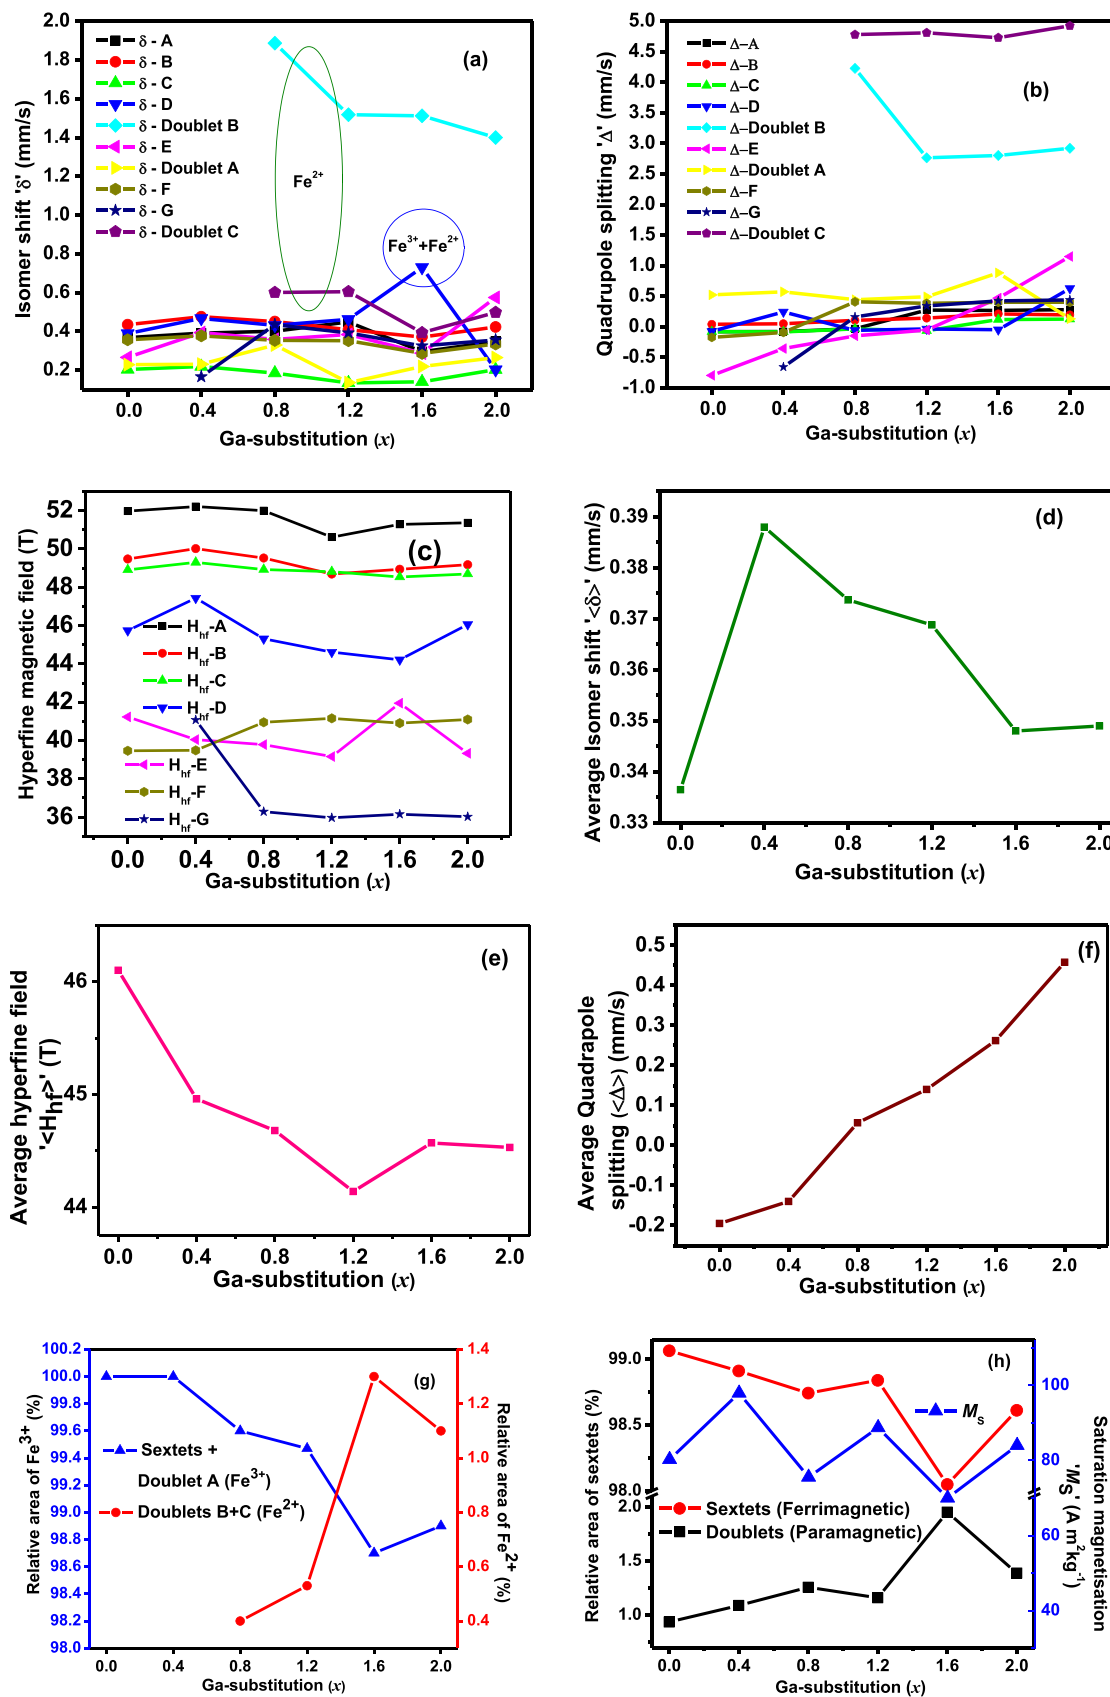 (a)
Isomer shift 'δ' (mm/s)
2.0
1.8
1.6
1.4
1.2
1.0
0.8
0.6
0.4
0.2
δ - A
δ - B
δ - C
δ - D
δ - Doublet B
δ - E
δ - Doublet A
δ - F
δ - G
δ - Doublet C
Fe2+
Fe3++Fe2+
0.0 0.4 0.8 1.2 1.6 2.0
Ga-substitution (x)
(b)
Quadrupole splitting 'Δ' (mm/s)
5.0
4.5
4.0
3.5
3.0
2.5
2.0
1.5
1.0
0.5
0.0
-0.5
-1.0
Δ–A
Δ–B
Δ–C
Δ–D
Δ–Doublet B
Δ–E
Δ–Doublet A
Δ–F
Δ–G
Δ–Doublet C
0.0 0.4 0.8 1.2 1.6 2.0
Ga-substitution (x)
(c)
Hyperfine magnetic field (T)
52
50
48
46
44
42
40
38
36
Hhf-A
Hhf-B
Hhf-C
Hhf-D
Hhf-E
Hhf-F
Hhf-G
0.0 0.4 0.8 1.2 1.6 2.0
Ga-substitution (x)
(d)
Average Isomer shift '<δ>' (mm/s)
0.39
0.38
0.37
0.36
0.35
0.34
0.33
0.0 0.4 0.8 1.2 1.6 2.0
Ga-substitution (x)
(e)
Average hyperfine field
'<Hhf>' (T)
46
45
44
0.0 0.4 0.8 1.2 1.6 2.0
Ga-substitution (x)
(f)
Average Quadrapole
splitting (<Δ>) (mm/s)
0.5
0.4
0.3
0.2
0.1
0.0
-0.1
-0.2
0.0 0.4 0.8 1.2 1.6 2.0
Ga-substitution (x)
(g)
Relative area of Fe3+ (%)
100.2
100.0
99.8
99.6
99.4
99.2
99.0
98.8
98.6
98.4
98.2
98.0
Sextets +
Doublet A (Fe3+)
Doublets B+C (Fe2+)
1.4
1.2
1.0
0.8
0.6
0.4
Relative area of Fe2+ (%)
0.0 0.4 0.8 1.2 1.6 2.0
Ga-substitution (x)
(h)
Relative area of sextets (%)
99.0
98.5
98.0
2.0
1.5
1.0
Ms
Sextets (Ferrimagnetic)
Doublets (Paramagnetic)
100
80
60
40
Saturation magnetisation
'Ms' (A m2kg-1)
0.0 0.4 0.8 1.2 1.6 2.0
Ga-substitution (x)